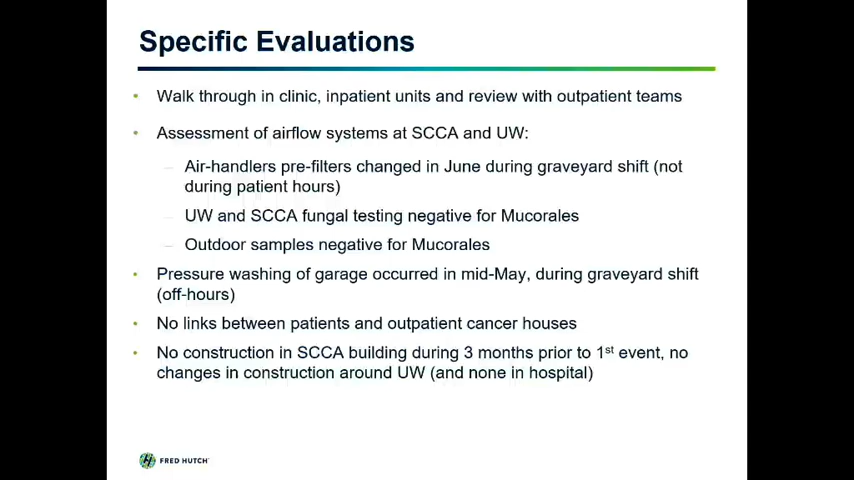 Specific Evaluations
• Walk through in clinic, inpatient units and review with outpatient teams
• Assessment of airflow systems at SCCA and UW:
– Air-handlers pre-filters changed in June during graveyard shift (not
during patient hours)
– UW and SCCA fungal testing negative for Mucorales
– Outdoor samples negative for Mucorales
• Pressure washing of garage occurred in mid-May, during graveyard shift
(off-hours)
• No links between patients and outpatient cancer houses
• No construction in SCCA building during 3 months prior to 1st event, no
changes in construction around UW (and none in hospital)
FRED HUTCH